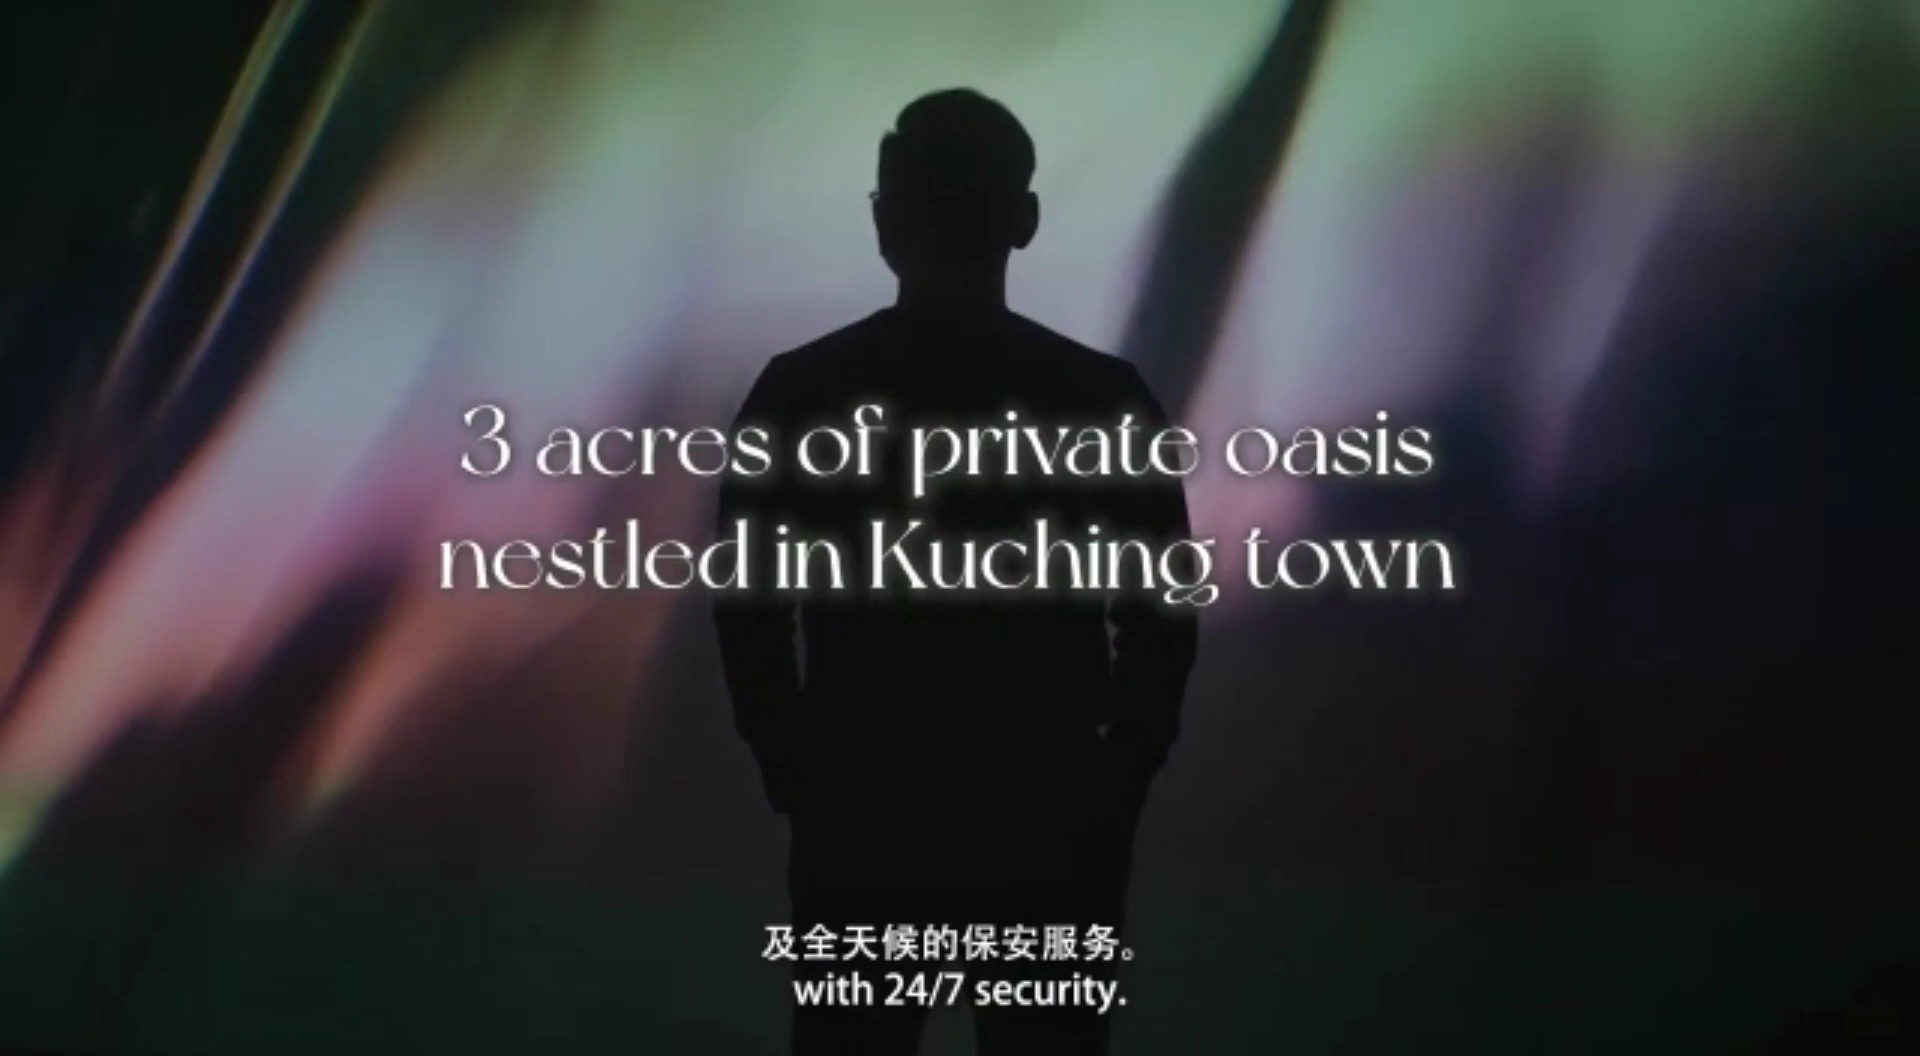 3 acres of private oasis
nestled in Kuching town
及全天候的保安服务。
with 24/7 security.